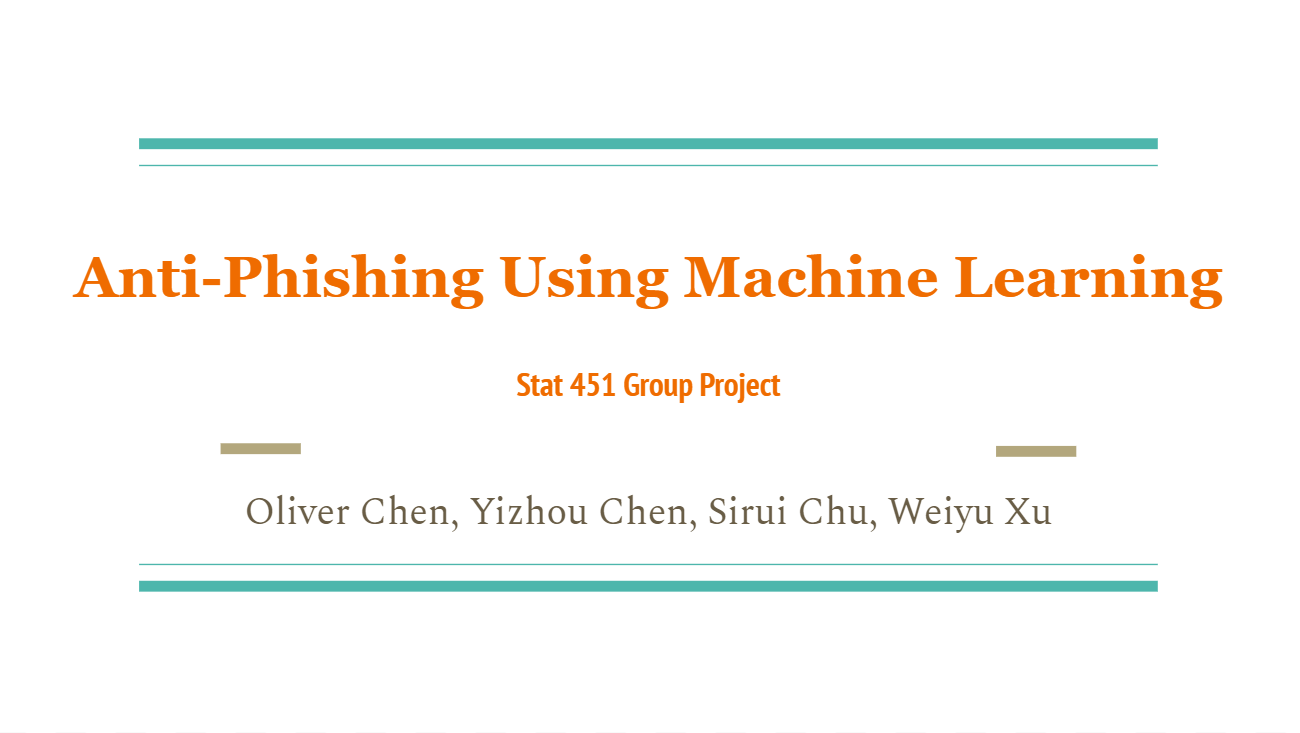 Anti-Phishing Using Machine Learning
Stat 451 Group Project
Oliver Chen, Yizhou Chen, Sirui Chu, Weiyu Xu